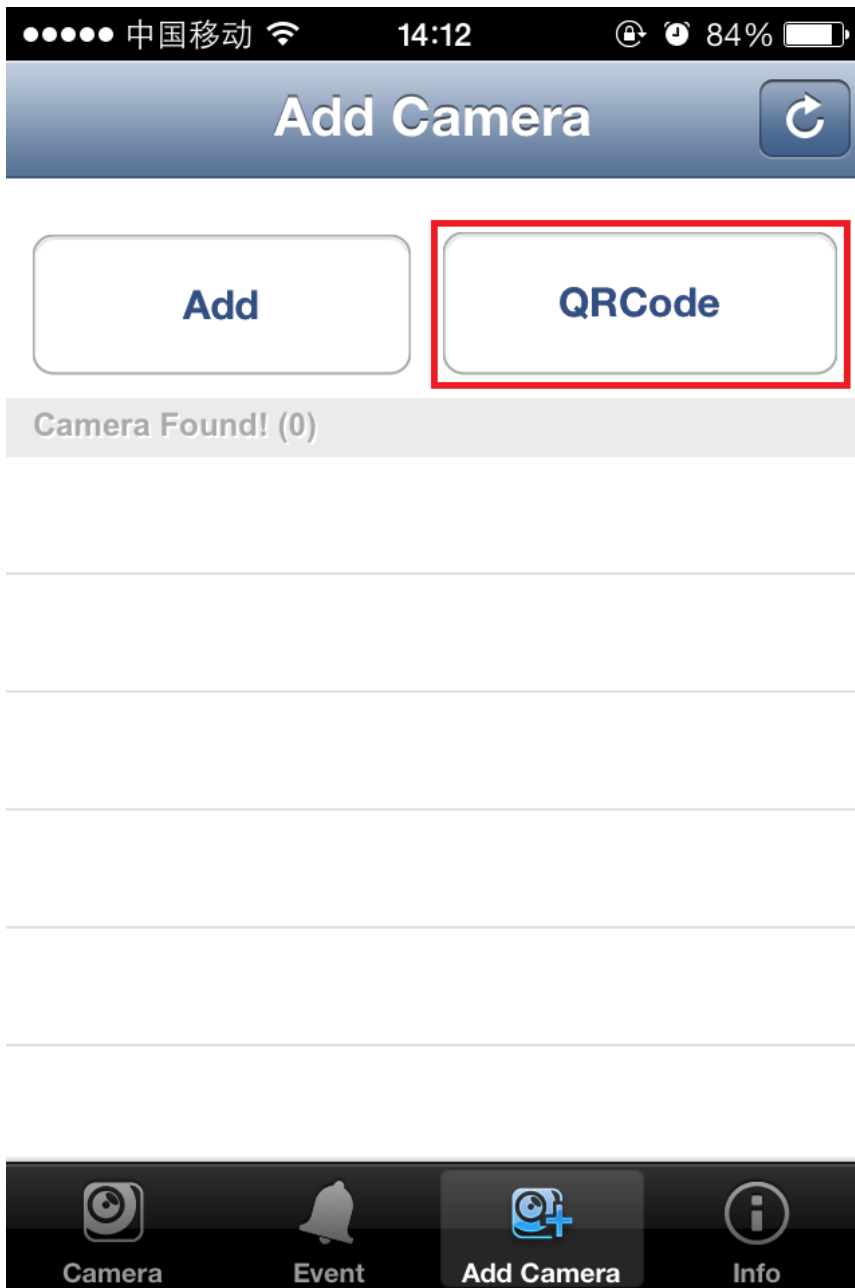 中国移动 14:12 84%
Add Camera
Add QRCode
Camera Found! (0)
Camera Event Add Camera Info